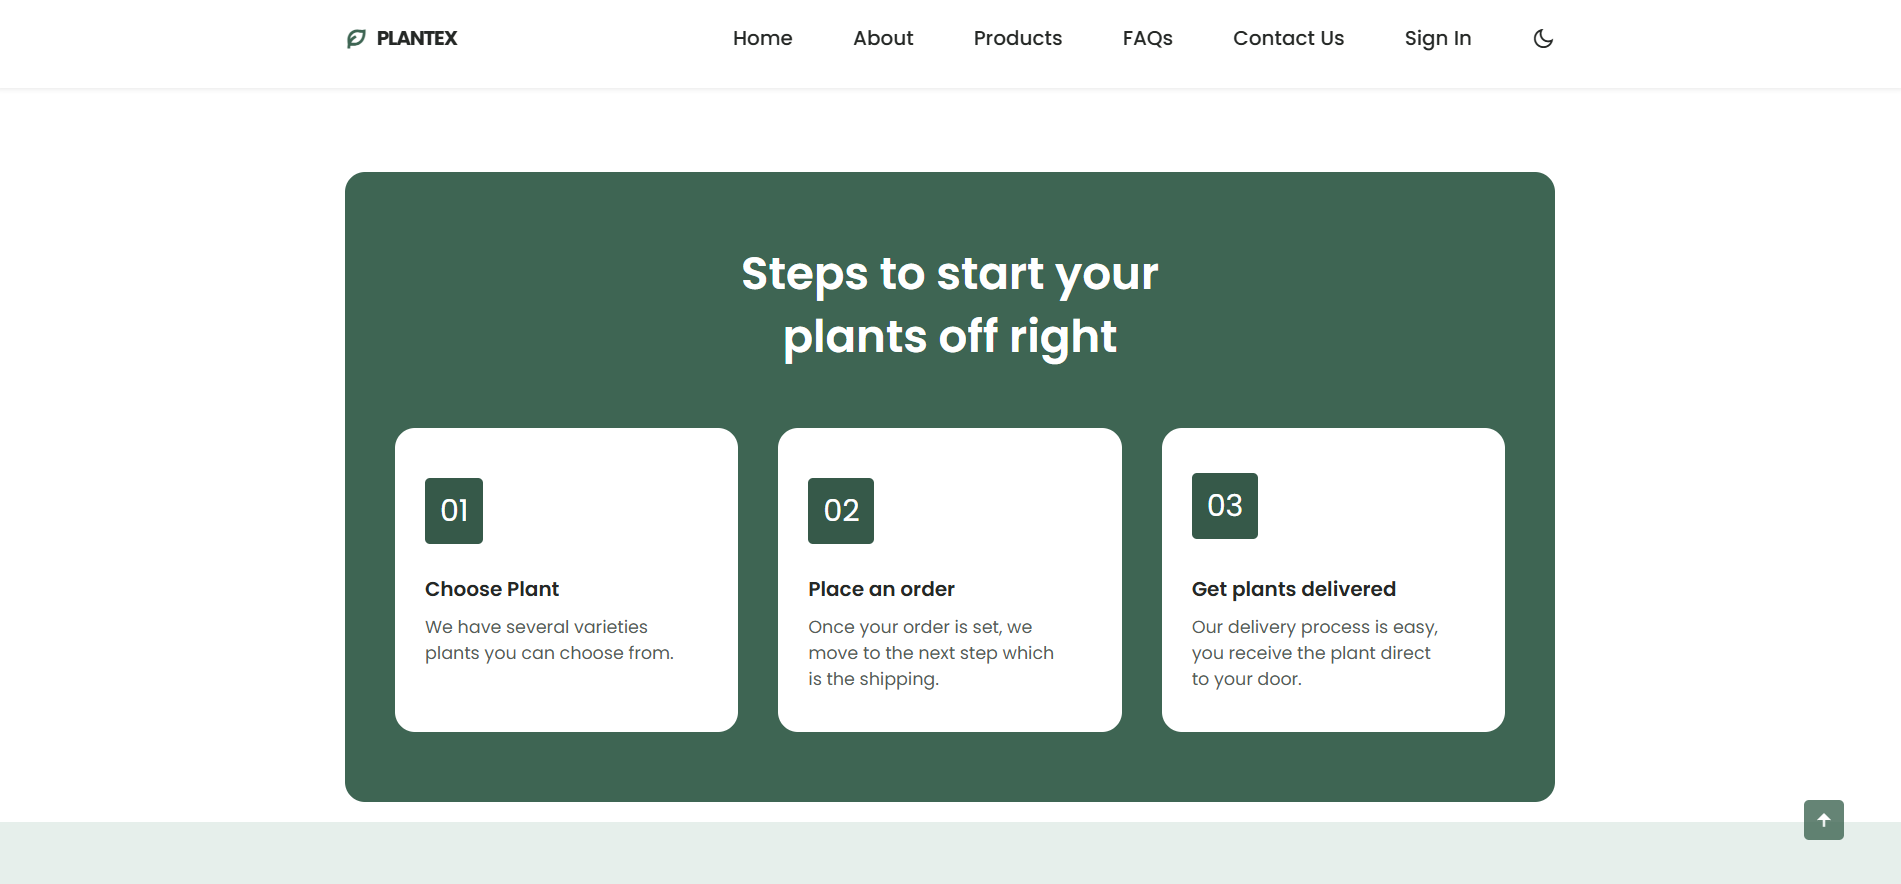 PLANTEX
Home About Products FAQs Contact Us Sign In
Steps to start your
plants off right
01
Choose Plant
We have several varieties
plants you can choose from.
02
Place an order
Once your order is set, we
move to the next step which
is the shipping.
03
Get plants delivered
Our delivery process is easy,
you receive the plant direct
to your door.